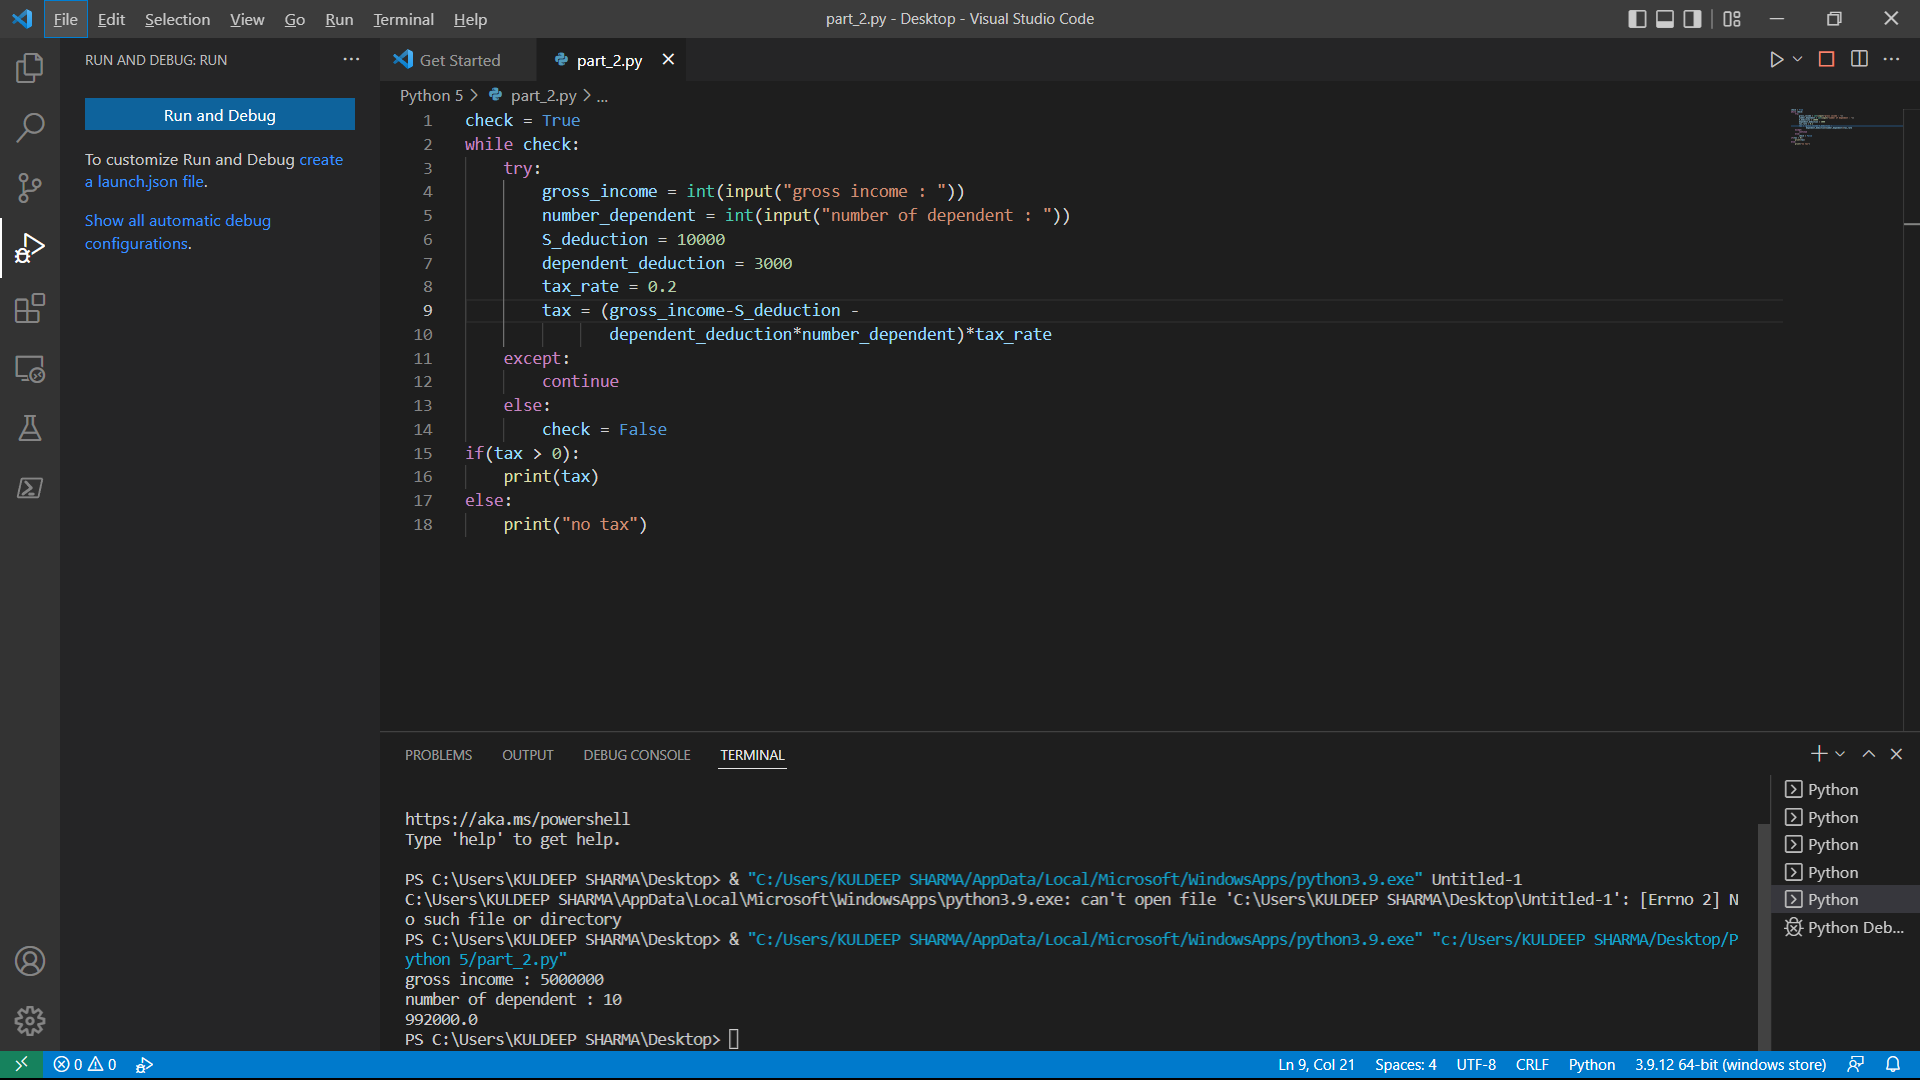 File Edit Selection View Go Run Terminal Help part_2.py - Desktop - Visual Studio Code
RUN AND DEBUG: RUN
Run and Debug
To customize Run and Debug create
a launch.json file.
Show all automatic debug
configurations.
Get Started part_2.py
Python 5 > part_2.py > ...
1 check = True
2 while check:
3 try:
4 gross_income = int(input("gross income : "))
5 number_dependent = int(input("number of dependent : "))
6 S_deduction = 10000
7 dependent_deduction = 3000
8 tax_rate = 0.2
9 tax = (gross_income-S_deduction -
10 dependent_deduction*number_dependent)*tax_rate
11 except:
12 continue
13 else:
14 check = False
15 if(tax > 0):
16 print(tax)
17 else:
18 print("no tax")
PROBLEMS OUTPUT DEBUG CONSOLE TERMINAL
https://aka.ms/powershell
Type 'help' to get help.
PS C:\Users\KULDEEP SHARMA\Desktop> & "C:/Users/KULDEEP SHARMA/AppData/Local/Microsoft/WindowsApps/python3.9.exe" Untitled-1
C:\Users\KULDEEP SHARMA\AppData\Local\Microsoft\WindowsApps\python3.9.exe: can't open file 'C:\Users\KULDEEP SHARMA\Desktop\Untitled-1': [Errno 2] N
o such file or directory
PS C:\Users\KULDEEP SHARMA\Desktop> & "C:/Users/KULDEEP SHARMA/AppData/Local/Microsoft/WindowsApps/python3.9.exe" "c:/Users/KULDEEP SHARMA/Desktop/P
ython 5/part_2.py"
gross income : 5000000
number of dependent : 10
992000.0
PS C:\Users\KULDEEP SHARMA\Desktop>
Python
Python
Python
Python
Python
Python Deb...
0 0 Ln 9, Col 21 Spaces: 4 UTF-8 CRLF Python 3.9.12 64-bit (windows store)